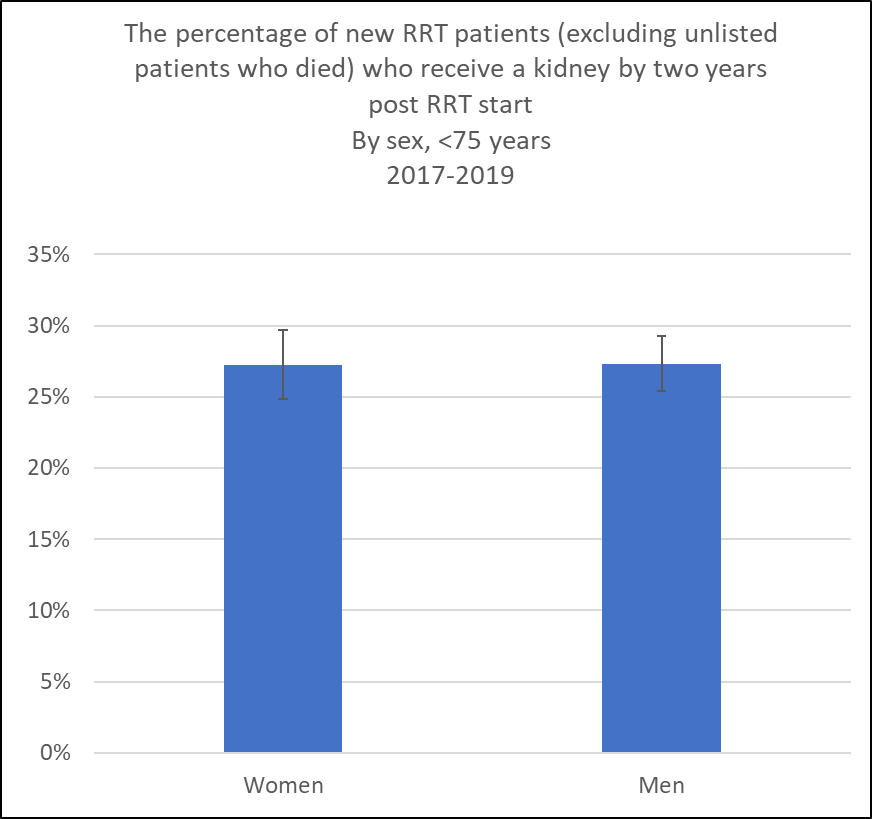 The percentage of new RRT patients (excluding unlisted
patients who died) who receive a kidney by two years
post RRT start
By sex, <75 years
2017-2019
35%
30%
25%
20%
15%
10%
5%
0%
Women
Men